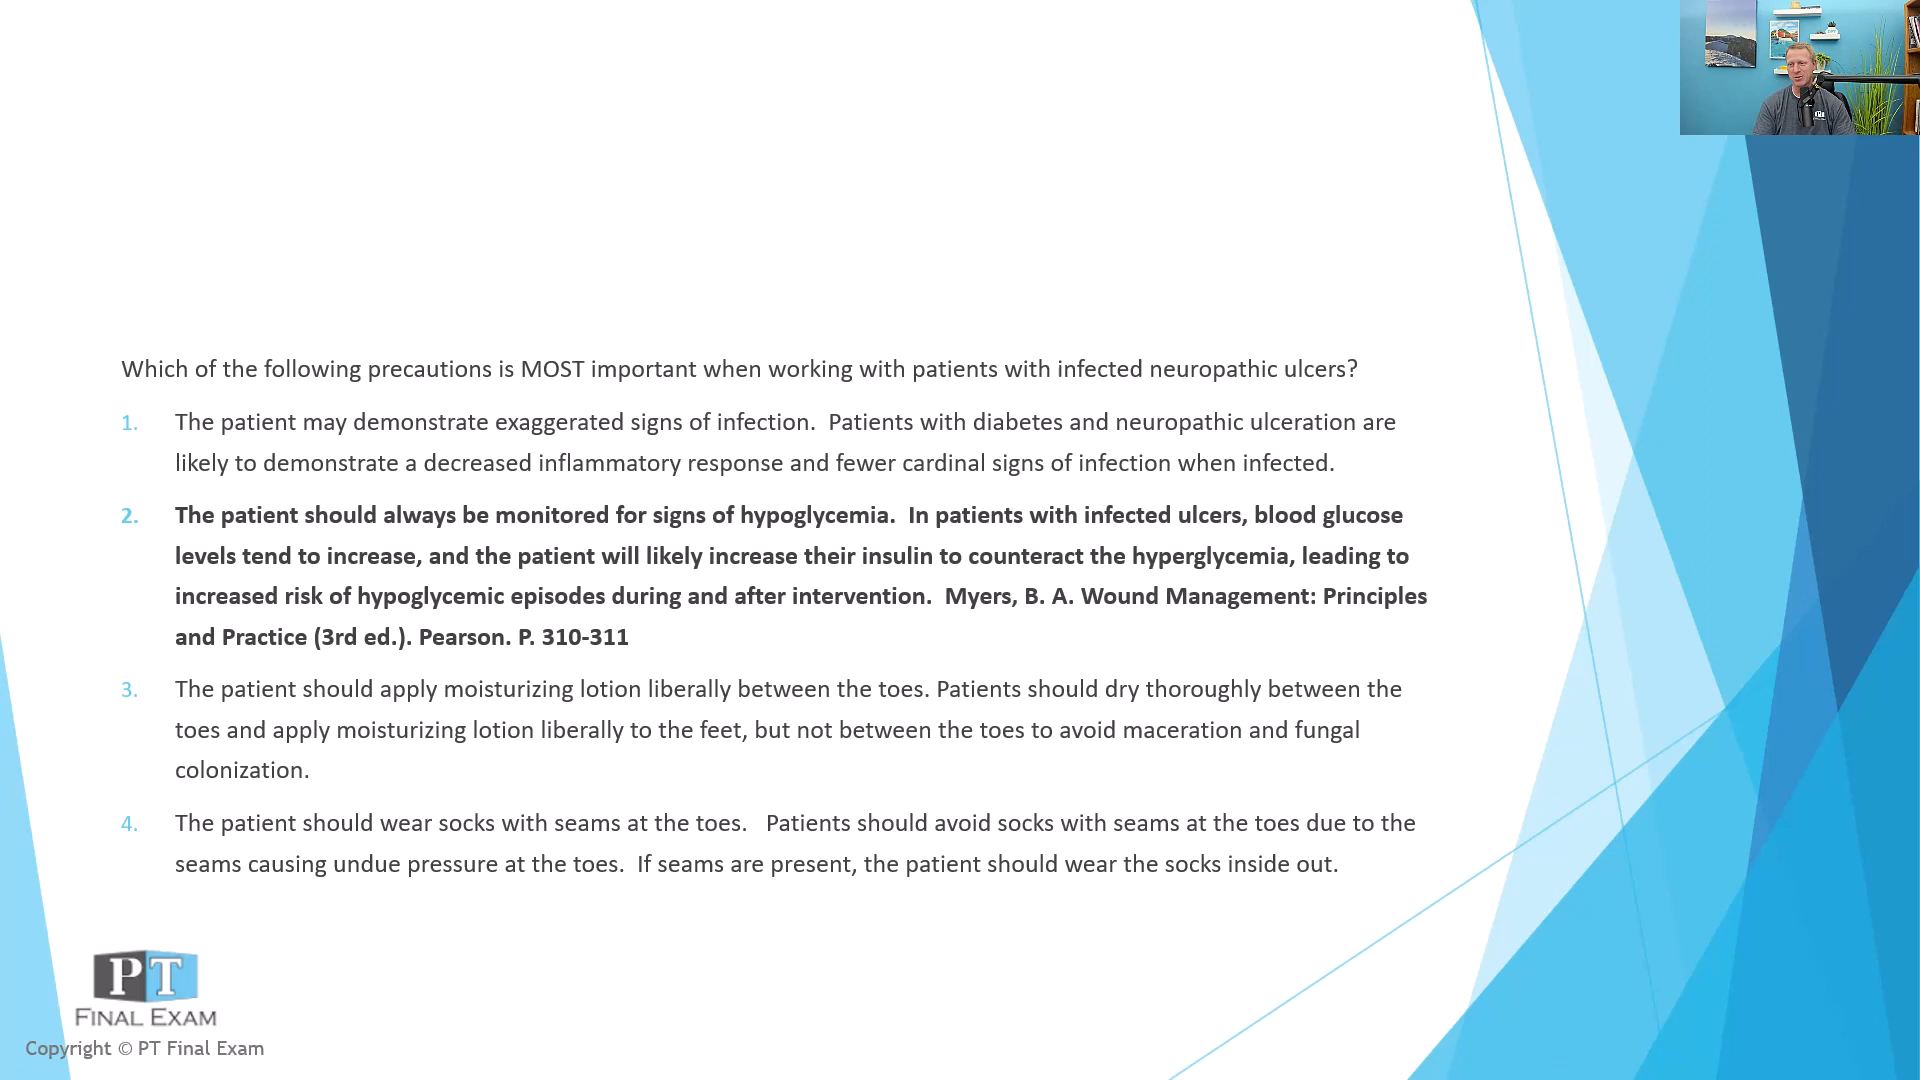 Which of the following precautions is MOST important when working with patients with infected neuropathic ulcers?
1. The patient may demonstrate exaggerated signs of infection.  Patients with diabetes and neuropathic ulceration are
likely to demonstrate a decreased inflammatory response and fewer cardinal signs of infection when infected.
2. The patient should always be monitored for signs of hypoglycemia.  In patients with infected ulcers, blood glucose
levels tend to increase, and the patient will likely increase their insulin to counteract the hyperglycemia, leading to
increased risk of hypoglycemic episodes during and after intervention.  Myers, B. A. Wound Management: Principles
and Practice (3rd ed.). Pearson. P. 310-311
3. The patient should apply moisturizing lotion liberally between the toes. Patients should dry thoroughly between the
toes and apply moisturizing lotion liberally to the feet, but not between the toes to avoid maceration and fungal
colonization.
4. The patient should wear socks with seams at the toes.   Patients should avoid socks with seams at the toes due to the
seams causing undue pressure at the toes.  If seams are present, the patient should wear the socks inside out.
PT
FINAL EXAM
Copyright © PT Final Exam